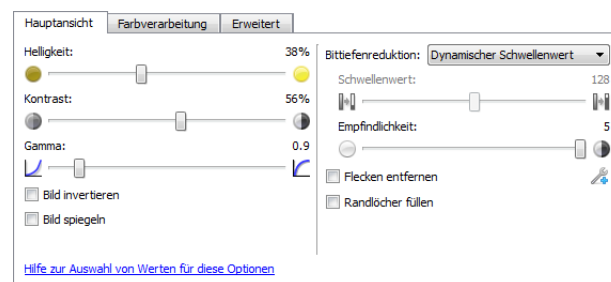 Hauptansicht Farbverarbeitung Erweitert
Helligkeit: 38%
Kontrast: 56%
Gamma: 0.9
Bild invertieren
Bild spiegeln
Hilfe zur Auswahl von Werten für diese Optionen
Bittiefenreduktion: Dynamischer Schwellenwert
Schwellenwert: 128
Empfindlichkeit: 5
Flecken entfernen
Randlöcher füllen